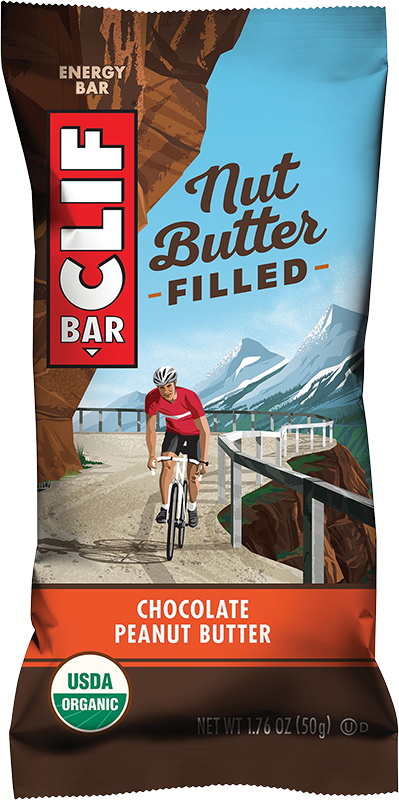 ENERGY
BAR
CLIF
BAR
Nut
Butter
-FILLED-
CHOCOLATE
PEANUT BUTTER
USDA
ORGANIC
NET WT 1.76 OZ (50g) Ⓤ D